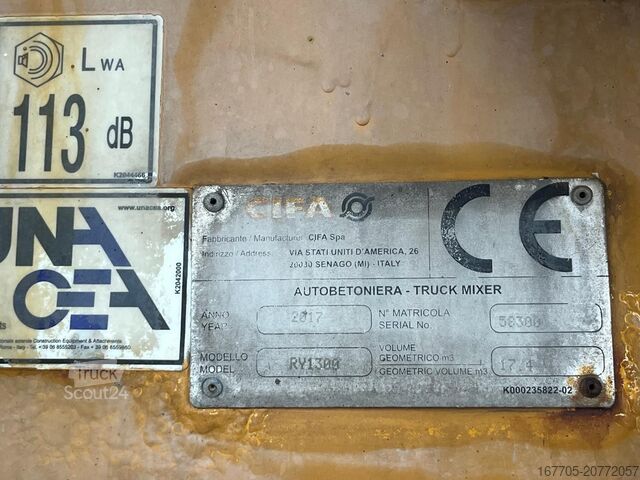 LWA
113 dB
K2044466
www.unacea.org
UNA
CEA
K2042000
CIFA
Fabbricante / Manufacturer CIFA Spa
Indirizzo / Address VIA STATI UNITI D'AMERICA, 26
20030 SENAGO (MI) - ITALY
CE
AUTOBETONIERA - TRUCK MIXER
ANNO
YEAR
2017
N° MATRICOLA
SERIAL No.
MODELLO
MODEL
RY1300
VOLUME
GEOMETRICO m3
GEOMETRIC VOLUME m3
17.4
K000235822-02
Truck
Scout24
167705-20772057